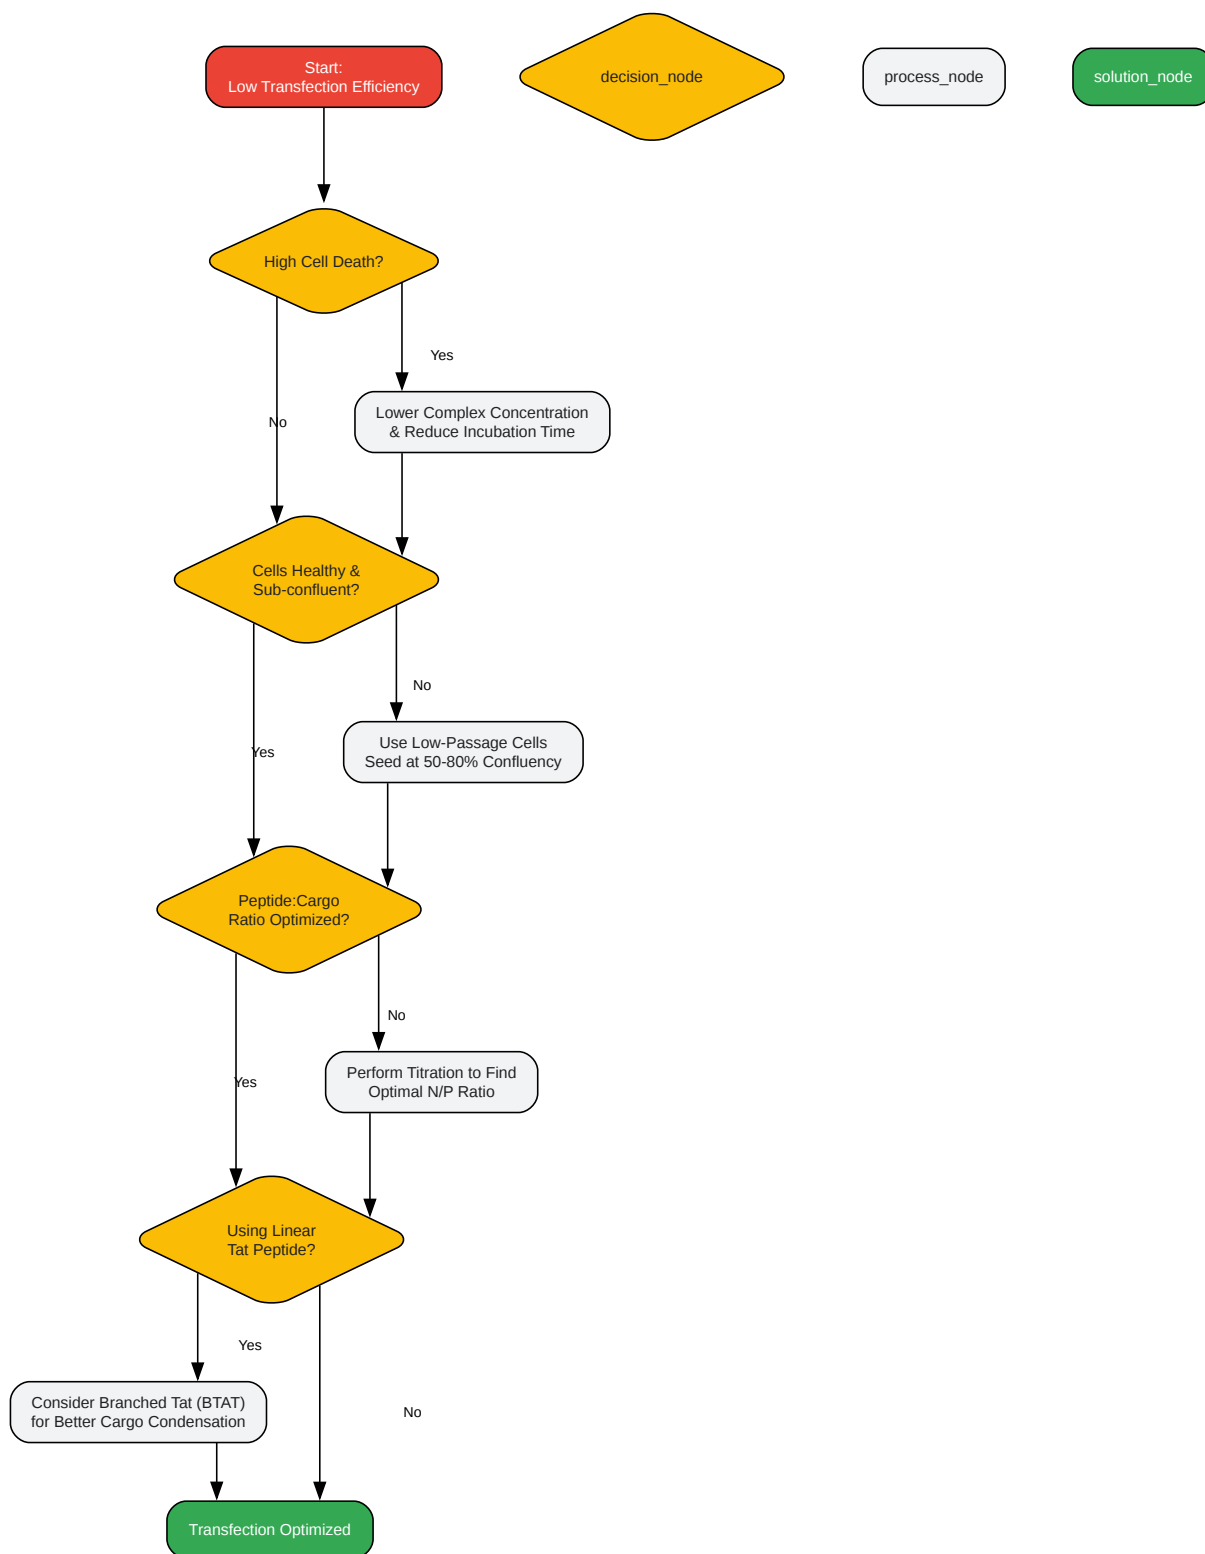 Start:
Low Transfection Efficiency
decision_node
process_node
solution_node
High Cell Death?
Yes
No
Lower Complex Concentration
& Reduce Incubation Time
Cells Healthy &
Sub-confluent?
No
Yes
Use Low-Passage Cells
Seed at 50-80% Confluency
Peptide:Cargo
Ratio Optimized?
No
Yes
Perform Titration to Find
Optimal N/P Ratio
Using Linear
Tat Peptide?
Yes
No
Consider Branched Tat (BTAT)
for Better Cargo Condensation
Transfection Optimized